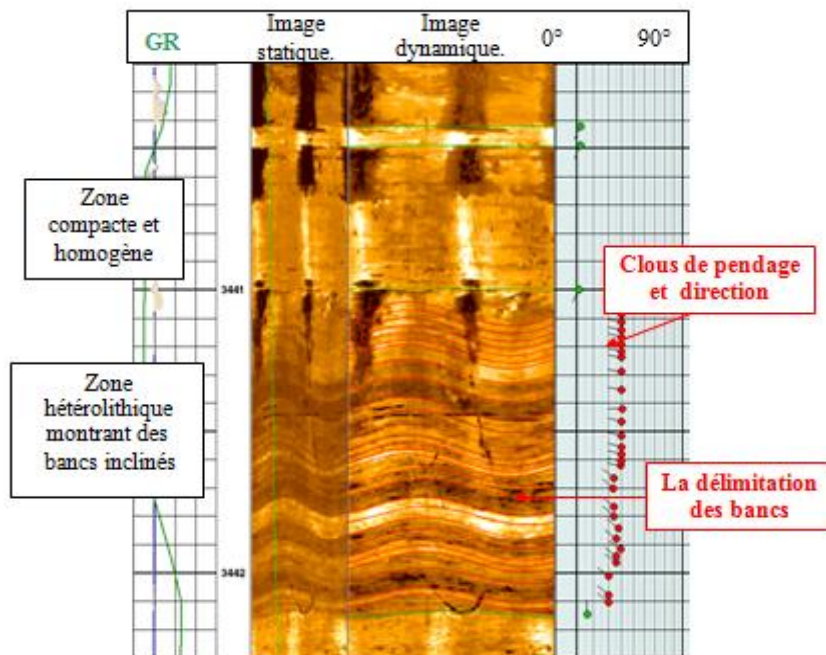 GR
Image
statique.
Image
dynamique.
0°
90°
Zone
compacte et
homogène
3441
Clous de pendage
et direction
Zone
hétérolithique
montrant des
bancs inclinés
La délimitation
des bancs
3442